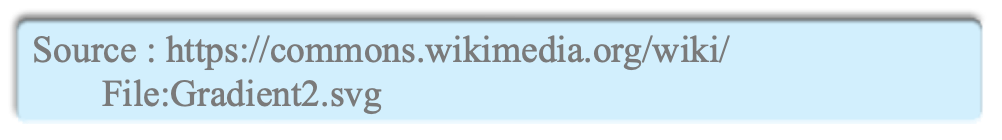 Source : https://commons.wikimedia.org/wiki/
File:Gradient2.svg